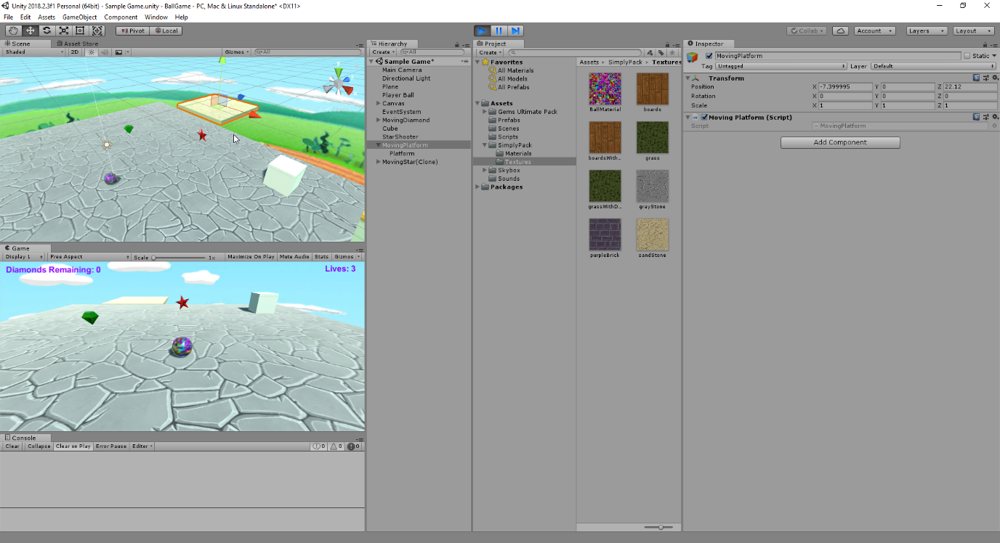 Unity 2018.2.3f1 Personal (64bit) - Sample Game.unity - BallGame - PC, Mac & Linux Standalone* <DX11>
File Edit Assets GameObject Component Window Help
Pivot Local Collab Account Layers Layout
Scene Asset Store
Shaded 2D Gizmos All
Game
Display 1 Free Aspect Scale 1x Maximize On Play Mute Audio Stats Gizmos
Diamonds Remaining: 0 Lives: 3
Console
Clear Collapse Clear on Play Error Pause Editor 0 0 0
Hierarchy
Create All
Sample Game*
Main Camera
Directional Light
Plane
Player Ball
Canvas
EventSystem
MovingDiamond
Cube
StarShooter
MovingPlatform
Platform
MovingStar(Clone)
Project
Create
Favorites
All Materials
All Models
All Prefabs
Assets
Gems Ultimate Pack
Prefabs
Scenes
Scripts
SimplyPack
Materials
Textures
Skybox
Sounds
Packages
Assets SimplyPack Textures
BallMaterial boards
boardsWith... grass
grassWithD... grayStone
purpleBrick sandStone
Inspector
MovingPlatform Static
Tag Untagged Layer Default
Transform
Position X -7.399995 Y 0 Z 22.12
Rotation X 0 Y 0 Z 0
Scale X 1 Y 1 Z 1
Moving Platform (Script)
Script MovingPlatform
Add Component